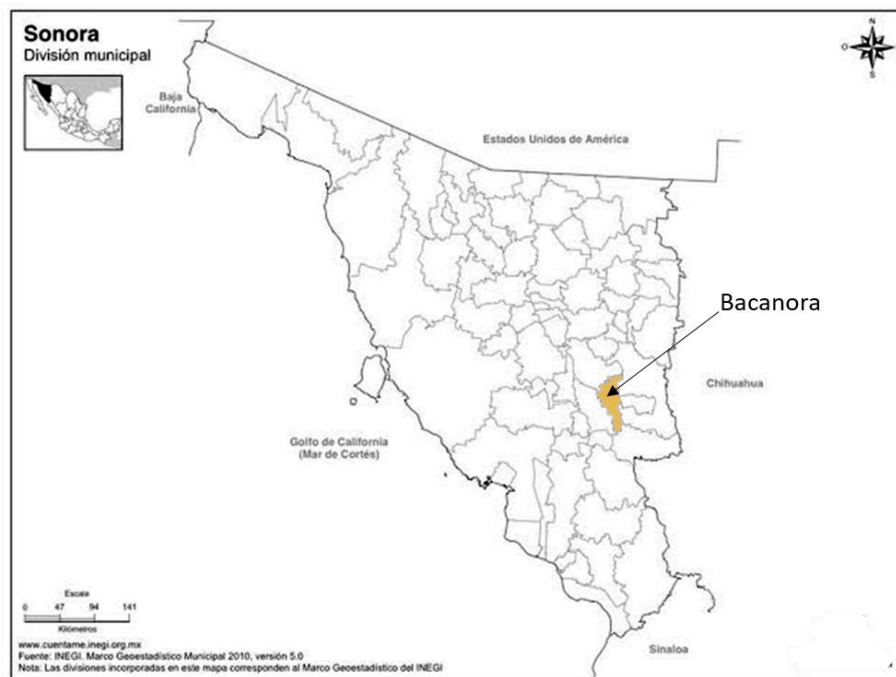 Sonora
División municipal
N
O
E
S
Baja
California
Estados Unidos de América
Bacanora
Chihuahua
Golfo de California
(Mar de Cortés)
Escala
0 47 94 141
Kilómetros
www.cuentame.inegi.org.mx
Fuente: INEGI. Marco Geoestadístico Municipal 2010, versión 5.0
Nota: Las divisiones incorporadas en este mapa corresponden al Marco Geoestadístico del INEGI
Sinaloa